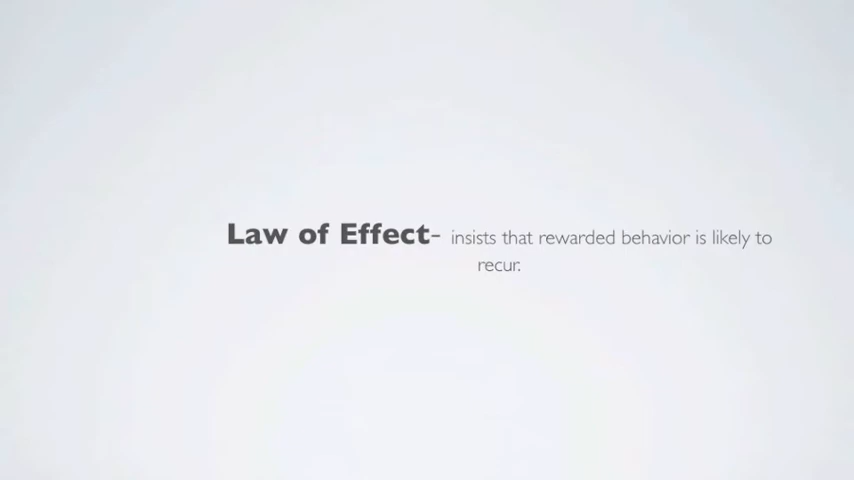 Law of Effect- insists that rewarded behavior is likely to
recur.